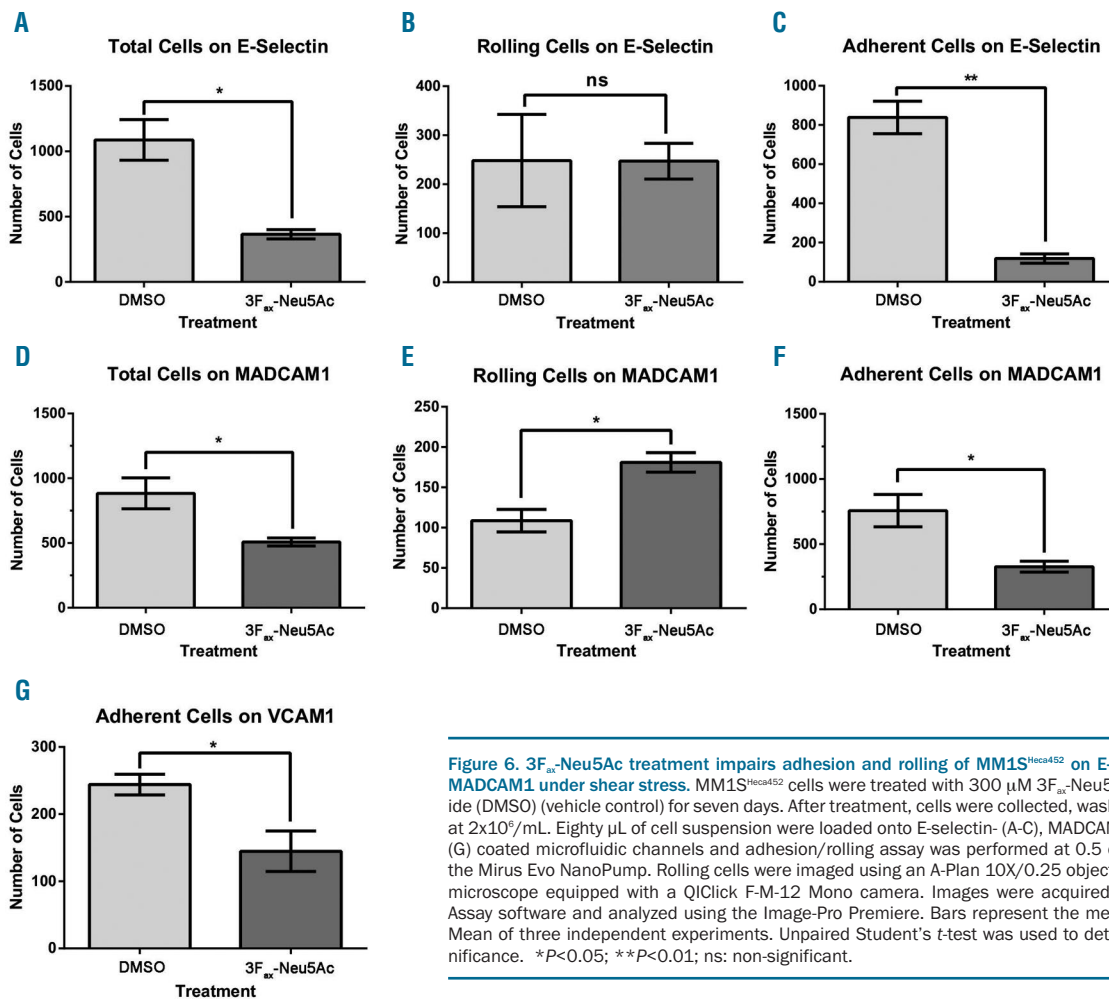 A
Total Cells on E-Selectin
Number of Cells
1500
1000
500
0
*
DMSO
3Fax-Neu5Ac
Treatment
B
Rolling Cells on E-Selectin
Number of Cells
400
300
200
100
0
ns
DMSO
3Fax-Neu5Ac
Treatment
C
Adherent Cells on E-Selectin
Number of Cells
1000
800
600
400
200
0
**
DMSO
3Fax-Neu5Ac
Treatment
D
Total Cells on MADCAM1
Number of Cells
1500
1000
500
0
*
DMSO
3Fax-Neu5Ac
Treatment
E
Rolling Cells on MADCAM1
Number of Cells
250
200
150
100
50
0
*
DMSO
3Fax-Neu5Ac
Treatment
F
Adherent Cells on MADCAM1
Number of Cells
1500
1000
500
0
*
DMSO
3Fax-Neu5Ac
Treatment
G
Adherent Cells on VCAM1
Number of Cells
300
200
100
0
*
DMSO
3Fax-Neu5Ac
Treatment
Figure 6. 3Fax-Neu5Ac treatment impairs adhesion and rolling of MM1SHeca452 on E-
MADCAM1 under shear stress. MM1SHeca452 cells were treated with 300 µM 3Fax-Neu5
ide (DMSO) (vehicle control) for seven days. After treatment, cells were collected, wash
at 2x10⁶/mL. Eighty µL of cell suspension were loaded onto E-selectin- (A-C), MADCAM
(G) coated microfluidic channels and adhesion/rolling assay was performed at 0.5
the Mirus Evo NanoPump. Rolling cells were imaged using an A-Plan 10X/0.25 object
microscope equipped with a QIClick F-M-12 Mono camera. Images were acquired
Assay software and analyzed using the Image-Pro Premiere. Bars represent the me
Mean of three independent experiments. Unpaired Student's t-test was used to det
nificance. *P<0.05; **P<0.01; ns: non-significant.